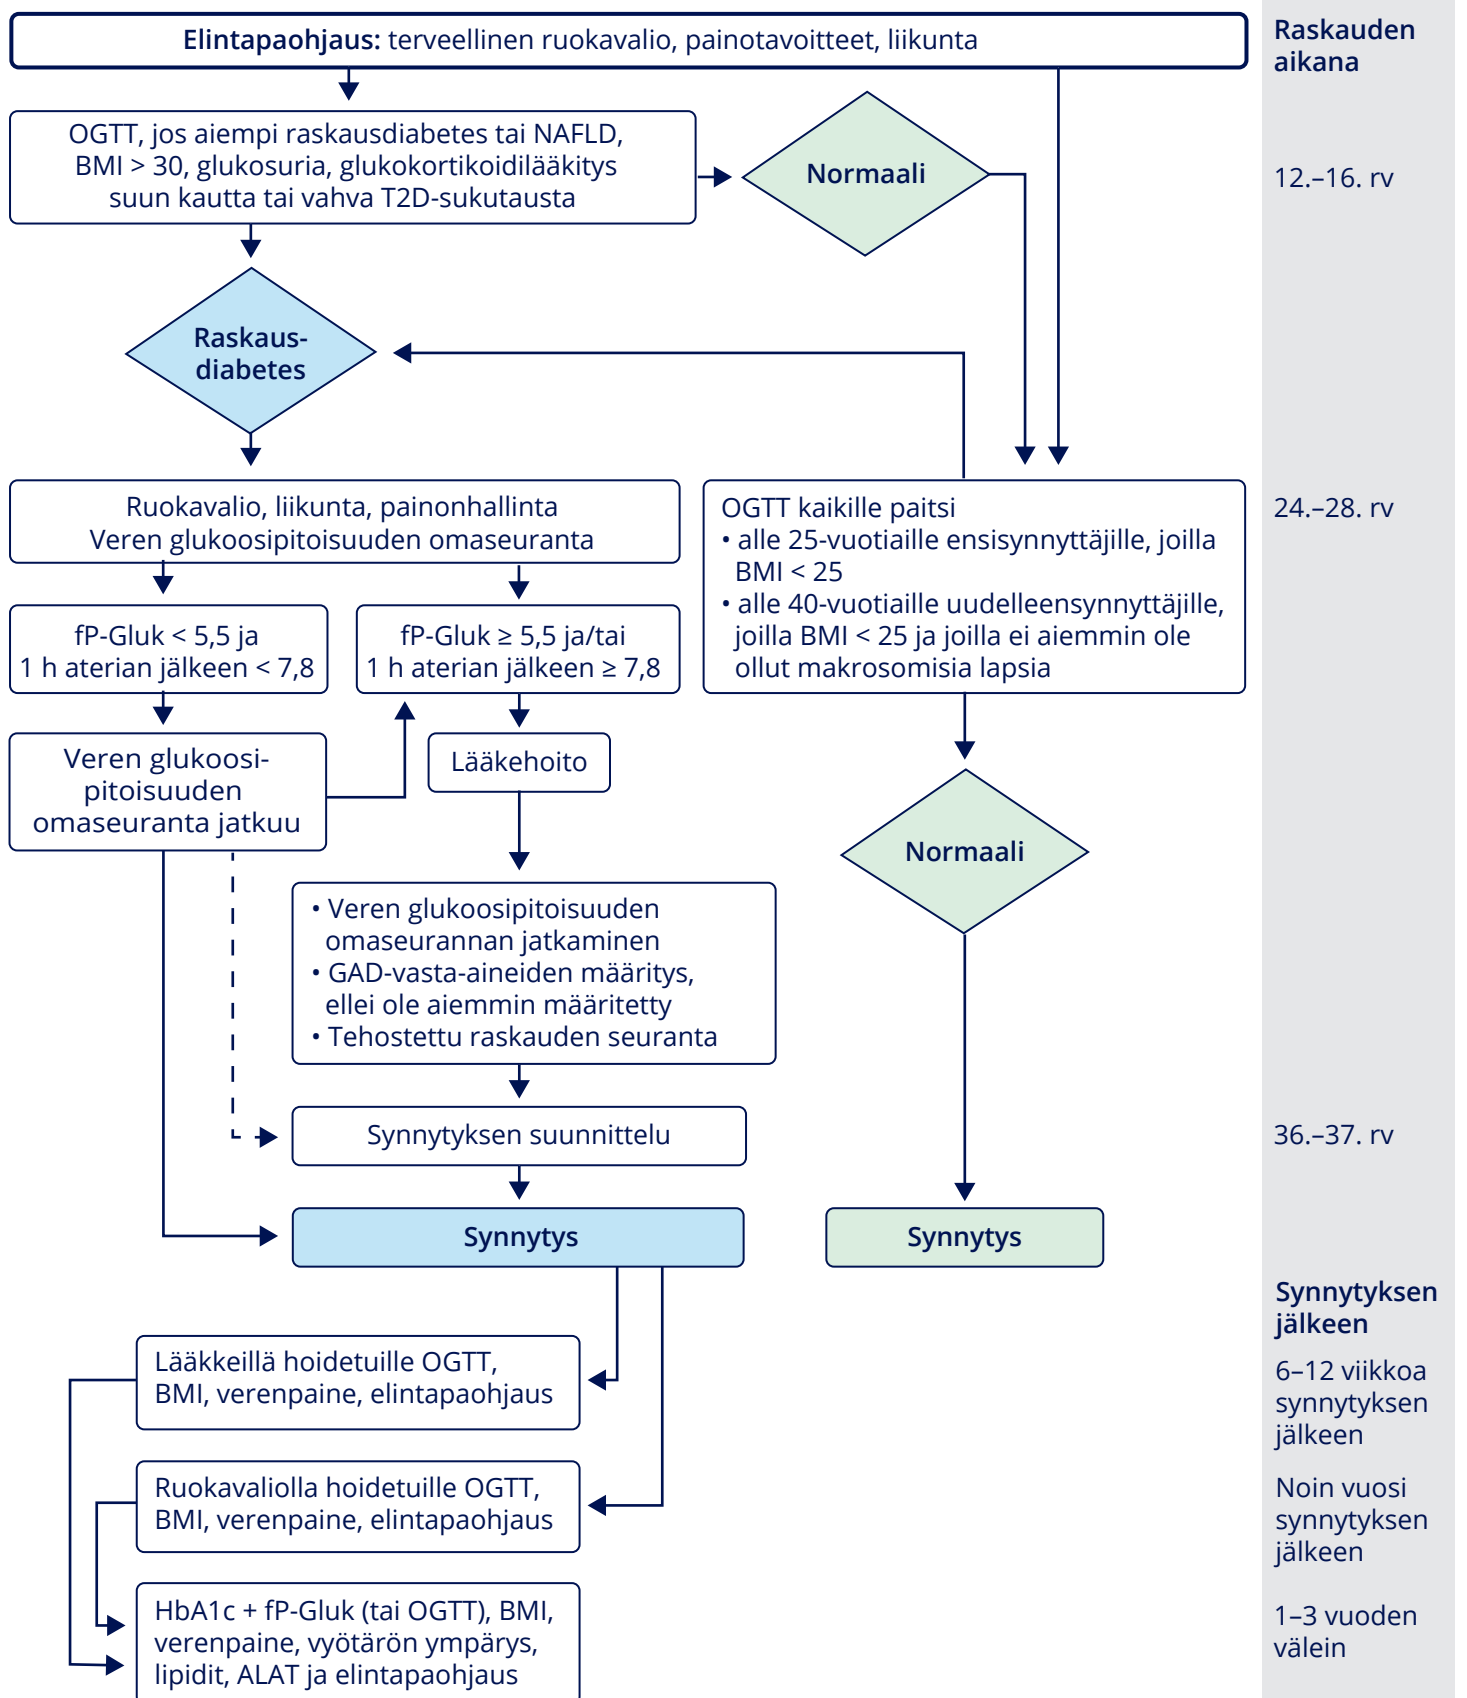 Elintapaohjaus: terveellinen ruokavalio, painotavoitteet, liikunta
Raskauden
aikana
OGTT, jos aiempi raskausdiabetes tai NAFLD,
BMI > 30, glukosuria, glukokortikoidilääkitys
suun kautta tai vahva T2D-sukutausta
Normaali
12.–16. rv
Raskaus-
diabetes
Ruokavalio, liikunta, painonhallinta
Veren glukoosipitoisuuden omaseuranta
OGTT kaikille paitsi
• alle 25-vuotiaille ensisynnyttäjille, joilla
BMI < 25
• alle 40-vuotiaille uudelleensynnyttäjille,
joilla BMI < 25 ja joilla ei aiemmin ole
ollut makrosomisia lapsia
24.–28. rv
fP-Gluk < 5,5 ja
1 h aterian jälkeen < 7,8
fP-Gluk ≥ 5,5 ja/tai
1 h aterian jälkeen ≥ 7,8
Veren glukoosi-
pitoisuuden
omaseuranta jatkuu
Lääkehoito
Normaali
• Veren glukoosipitoisuuden
omaseurannan jatkaminen
• GAD-vasta-aineiden määritys,
ellei ole aiemmin määritetty
• Tehostettu raskauden seuranta
Synnytyksen suunnittelu
36.–37. rv
Synnytys
Synnytys
Synnytyksen
jälkeen
Lääkkeillä hoidetuille OGTT,
BMI, verenpaine, elintapaohjaus
6–12 viikkoa
synnytyksen
jälkeen
Ruokavaliolla hoidetuille OGTT,
BMI, verenpaine, elintapaohjaus
Noin vuosi
synnytyksen
jälkeen
HbA1c + fP-Gluk (tai OGTT), BMI,
verenpaine, vyötärön ympärys,
lipidit, ALAT ja elintapaohjaus
1–3 vuoden
välein